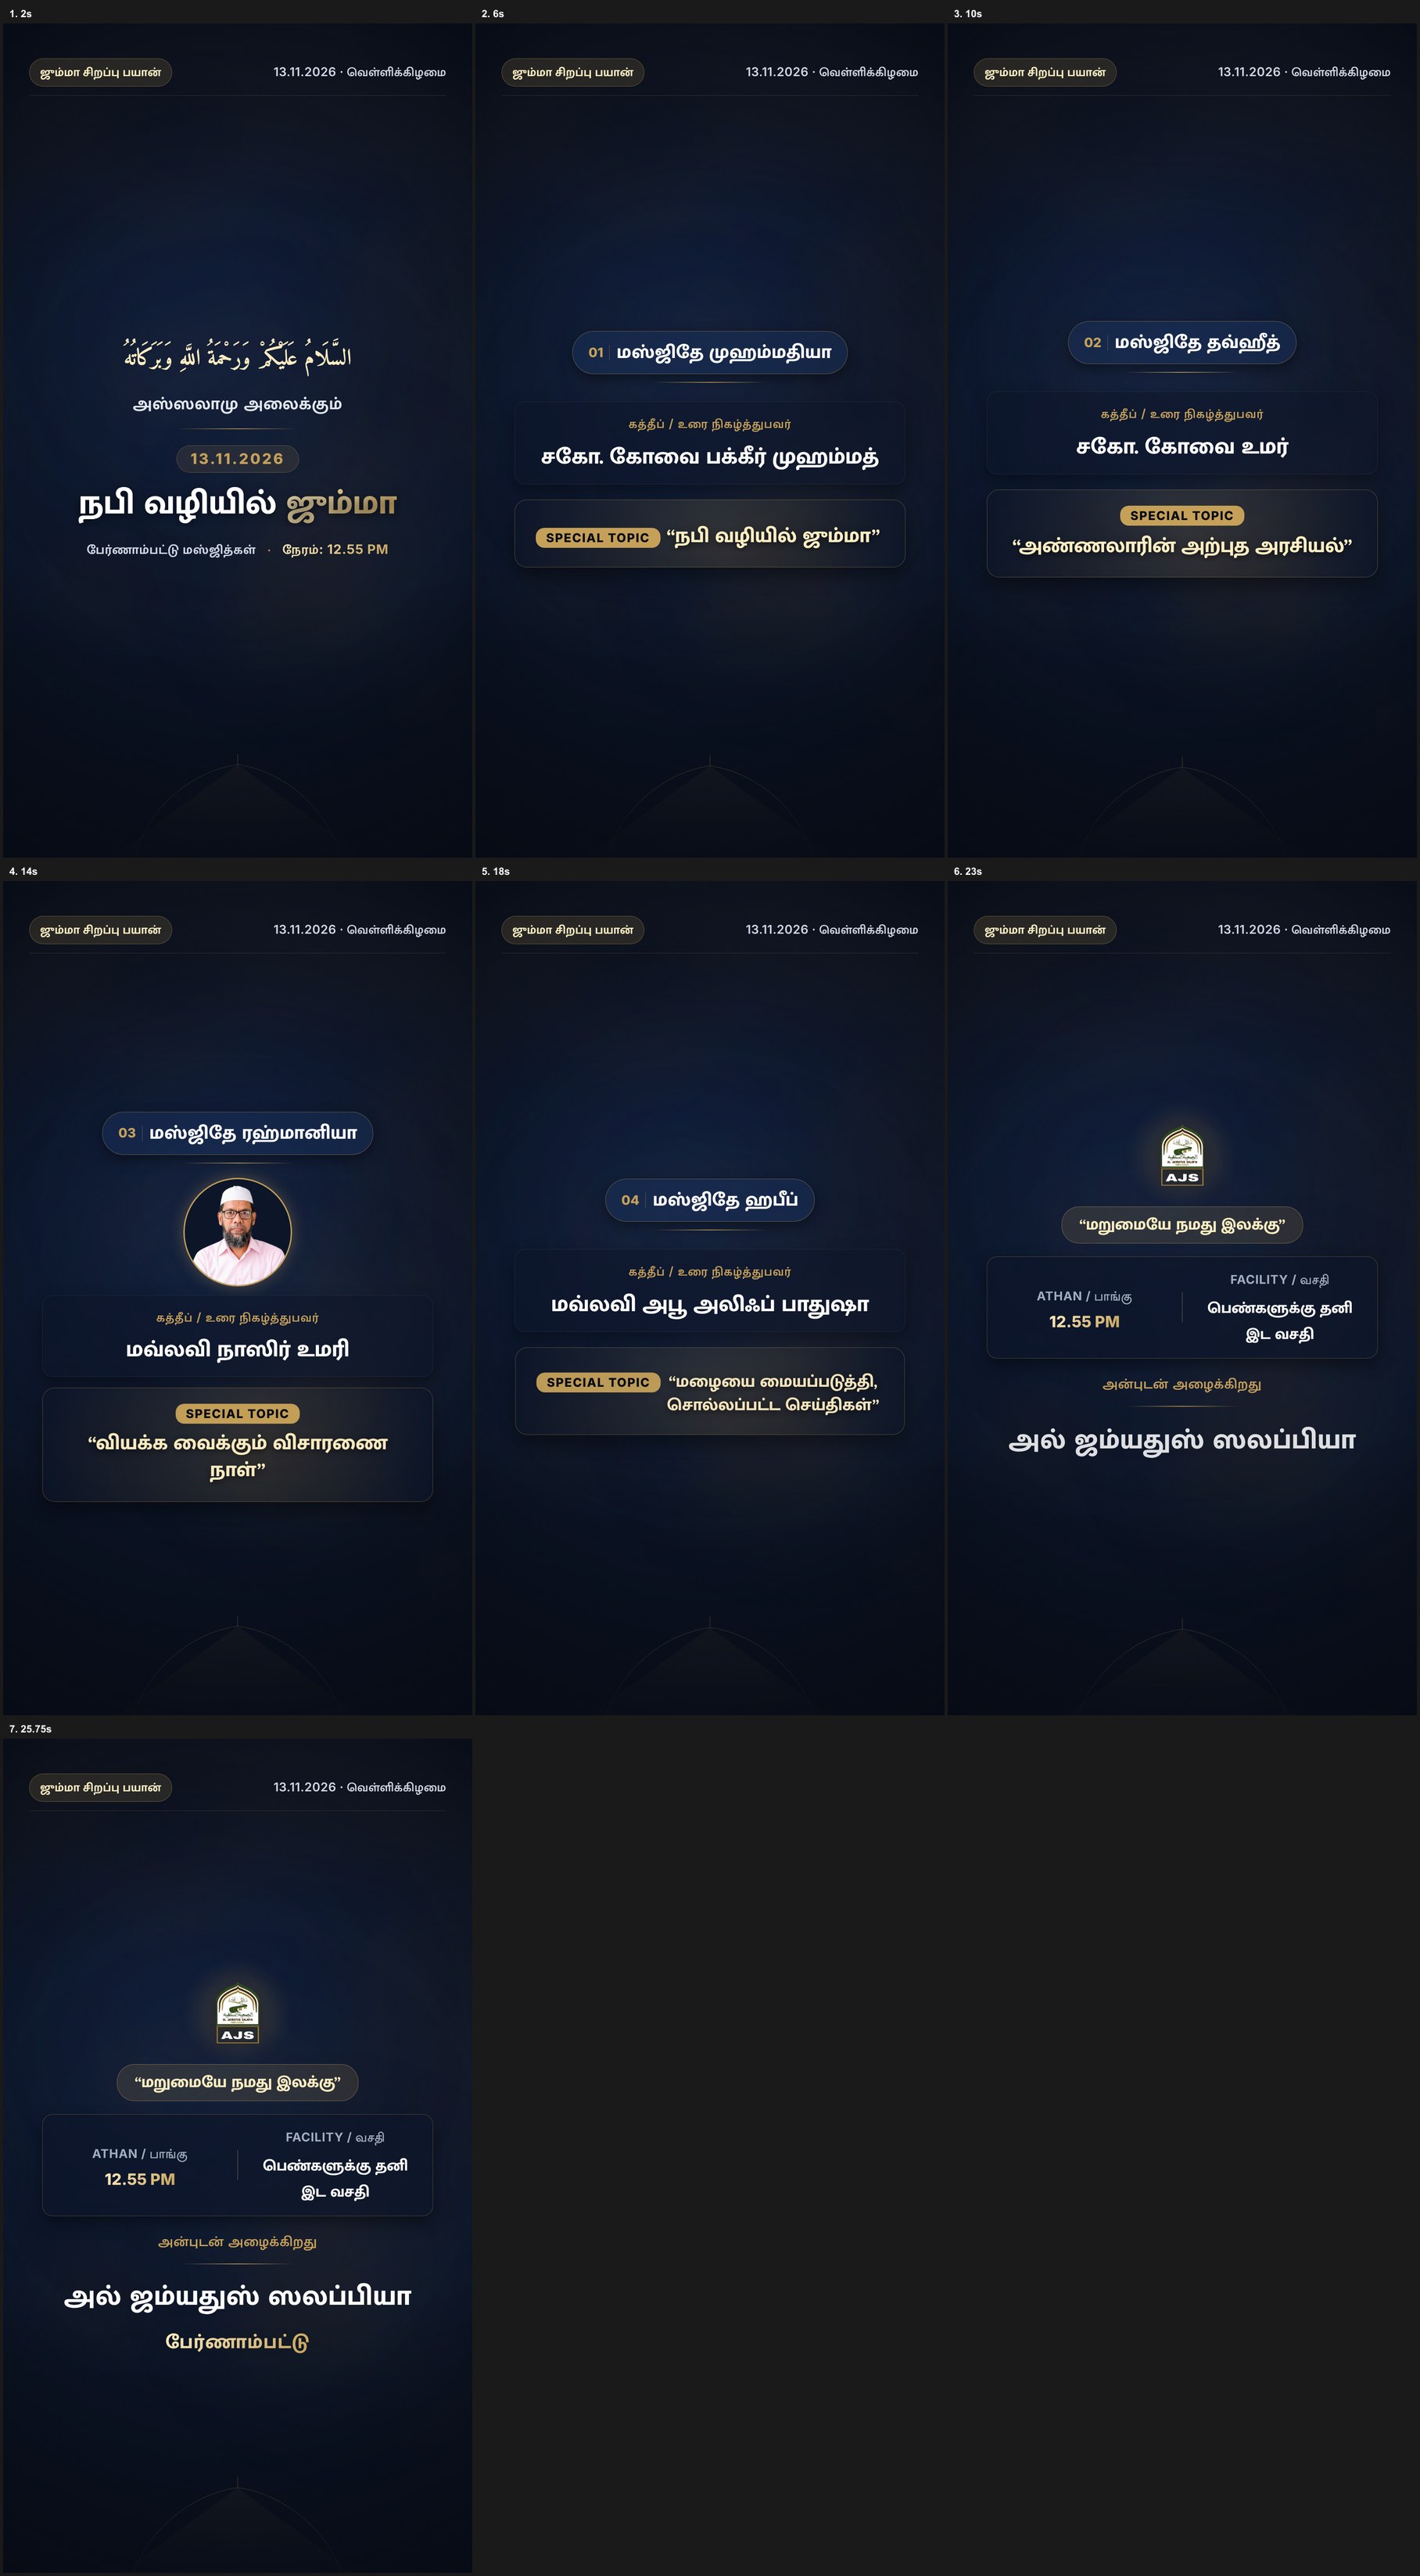 1. 2s
ஜும்மா சிறப்பு பயான்
13.11.2026 · வெள்ளிக்கிழமை
السَّلَامُ عَلَيْكُمْ وَرَحْمَةُ اللَّهِ وَبَرَكَاتُهُ
அஸ்ஸலாமு அலைக்கும்
13.11.2026
நபி வழியில் ஜும்மா
பேர்ணாம்பட்டு மஸ்ஜித்கள் · நேரம்: 12.55 PM
2. 6s
ஜும்மா சிறப்பு பயான்
13.11.2026 · வெள்ளிக்கிழமை
01 மஸ்ஜிதே முஹம்மதியா
கத்தீப் / உரை நிகழ்த்துபவர்
சகோ. கோவை பக்கீர் முஹம்மத்
SPECIAL TOPIC “நபி வழியில் ஜும்மா”
3. 10s
ஜும்மா சிறப்பு பயான்
13.11.2026 · வெள்ளிக்கிழமை
02 மஸ்ஜிதே தவ்ஹீத்
கத்தீப் / உரை நிகழ்த்துபவர்
சகோ. கோவை உமர்
SPECIAL TOPIC
“அண்ணலாரின் அற்புத அரசியல்”
4. 14s
ஜும்மா சிறப்பு பயான்
13.11.2026 · வெள்ளிக்கிழமை
03 மஸ்ஜிதே ரஹ்மானியா
கத்தீப் / உரை நிகழ்த்துபவர்
மவ்லவி நாஸிர் உமரி
SPECIAL TOPIC
“வியக்க வைக்கும் விசாரணை
நாள்”
5. 18s
ஜும்மா சிறப்பு பயான்
13.11.2026 · வெள்ளிக்கிழமை
04 மஸ்ஜிதே ஹபீப்
கத்தீப் / உரை நிகழ்த்துபவர்
மவ்லவி அபூ அலிஃப் பாதுஷா
SPECIAL TOPIC “மழையை மையப்படுத்தி,
சொல்லப்பட்ட செய்திகள்”
6. 23s
ஜும்மா சிறப்பு பயான்
13.11.2026 · வெள்ளிக்கிழமை
AJS
“மறுமையே நமது இலக்கு”
ATHAN / பாங்கு
12.55 PM
FACILITY / வசதி
பெண்களுக்கு தனி
இட வசதி
அன்புடன் அழைக்கிறது
அல் ஜம்யதுஸ் ஸலப்பியா
7. 25.75s
ஜும்மா சிறப்பு பயான்
13.11.2026 · வெள்ளிக்கிழமை
AJS
“மறுமையே நமது இலக்கு”
ATHAN / பாங்கு
12.55 PM
FACILITY / வசதி
பெண்களுக்கு தனி
இட வசதி
அன்புடன் அழைக்கிறது
அல் ஜம்யதுஸ் ஸலப்பியா
பேர்ணாம்பட்டு